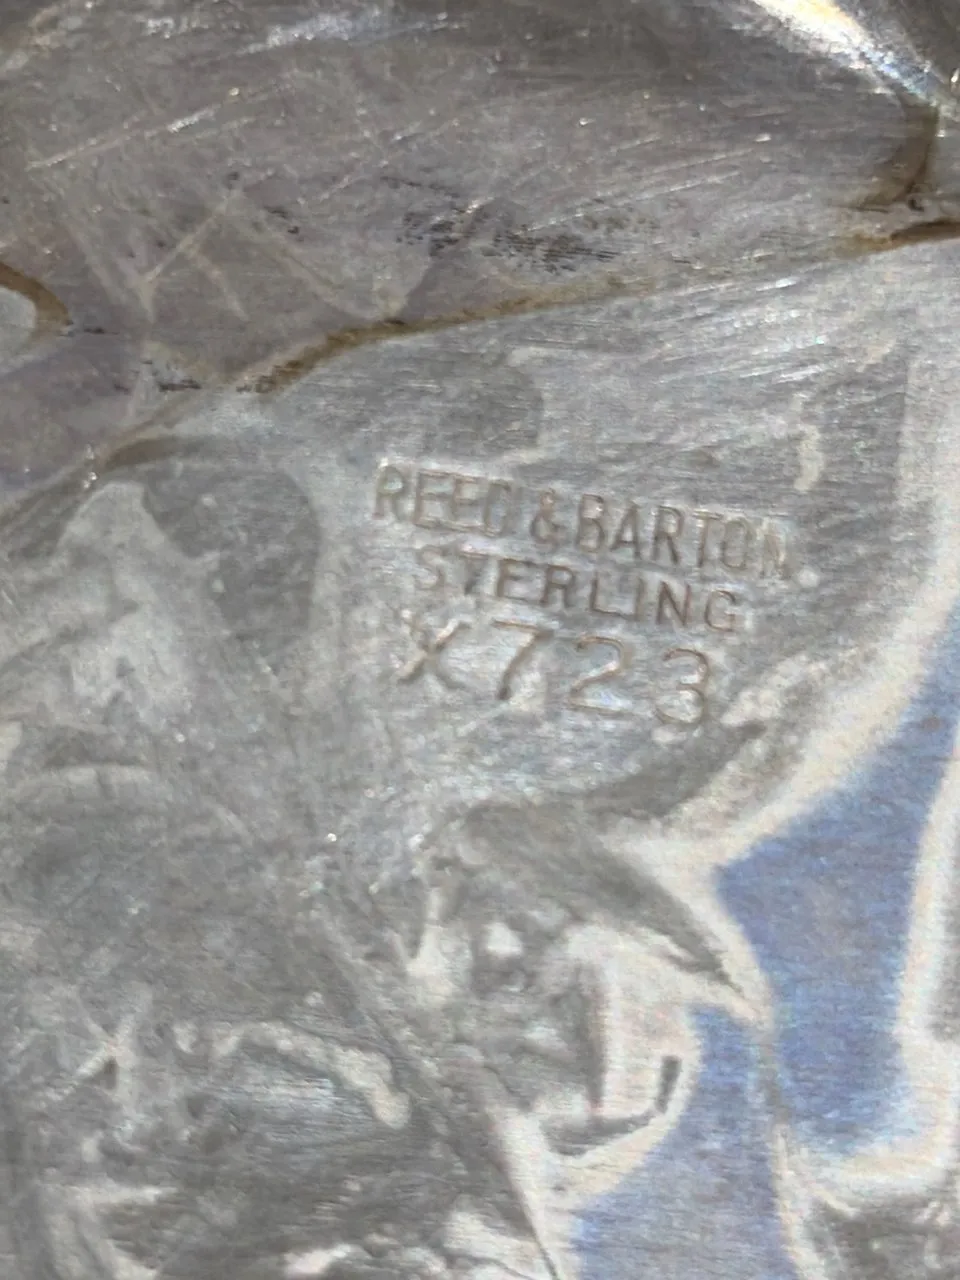 REED & BARTON
STERLING
X723